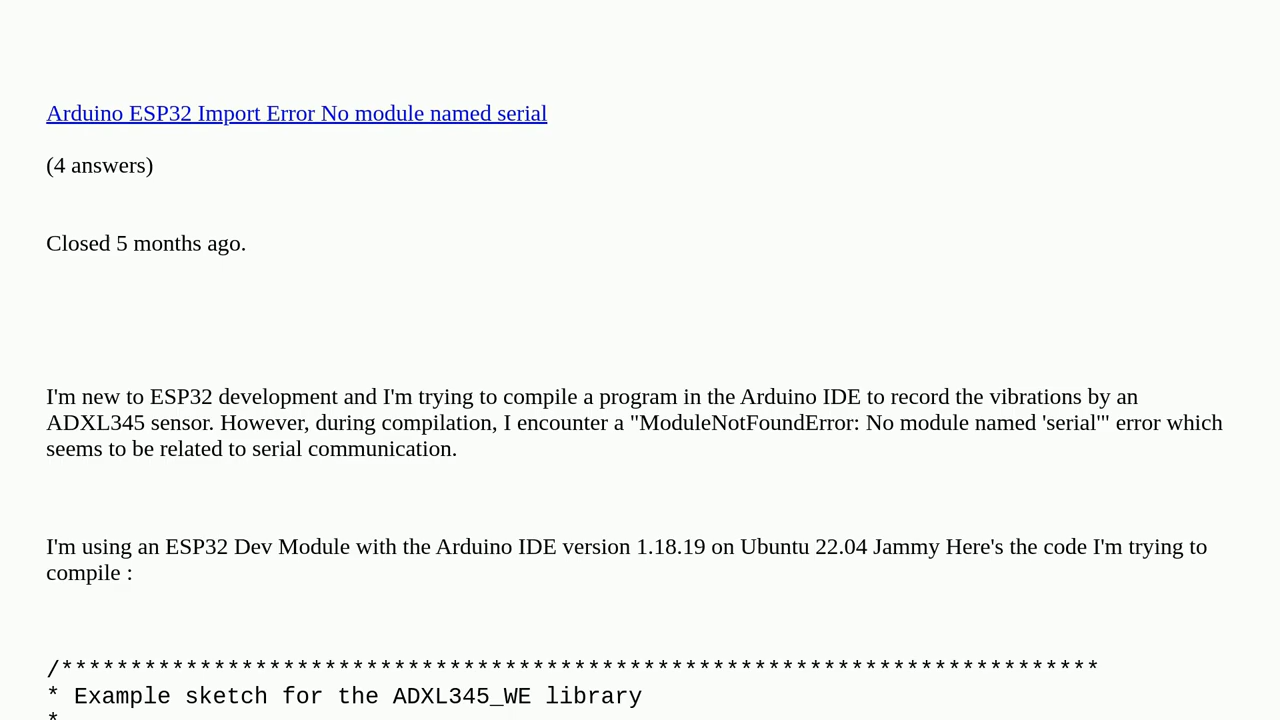 Arduino ESP32 Import Error No module named serial
(4 answers)
Closed 5 months ago.
I'm new to ESP32 development and I'm trying to compile a program in the Arduino IDE to record the vibrations by an
ADXL345 sensor. However, during compilation, I encounter a "ModuleNotFoundError: No module named 'serial'" error which
seems to be related to serial communication.
I'm using an ESP32 Dev Module with the Arduino IDE version 1.18.19 on Ubuntu 22.04 Jammy Here's the code I'm trying to
compile :
/***************************************************************************
* Example sketch for the ADXL345_WE library
*